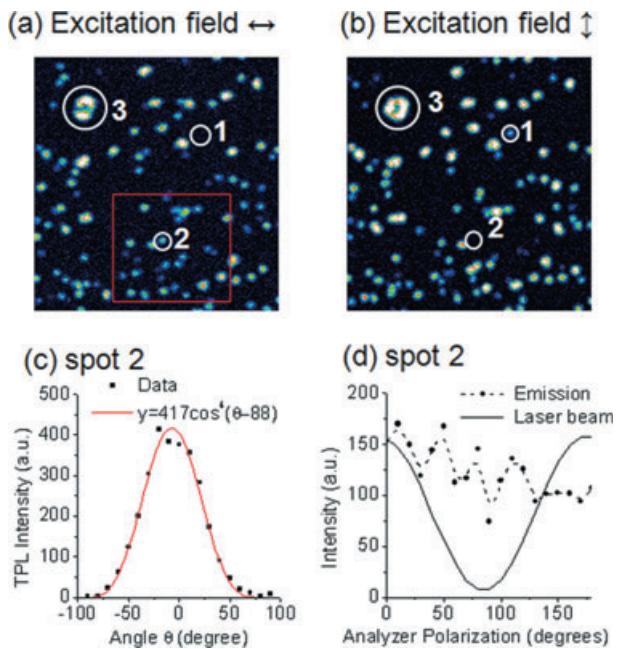 (a) Excitation field ↔
(b) Excitation field ↕
3
1
2
3
1
2
(c) spot 2
500
400
300
200
100
0
TPL Intensity (a.u.)
Data
y=417cos⁴(θ-88)
-100
-50
0
50
100
Angle θ (degree)
(d) spot 2
200
150
100
50
0
Intensity (a.u.)
Emission
Laser beam
0
50
100
150
Analyzer Polarization (degrees)